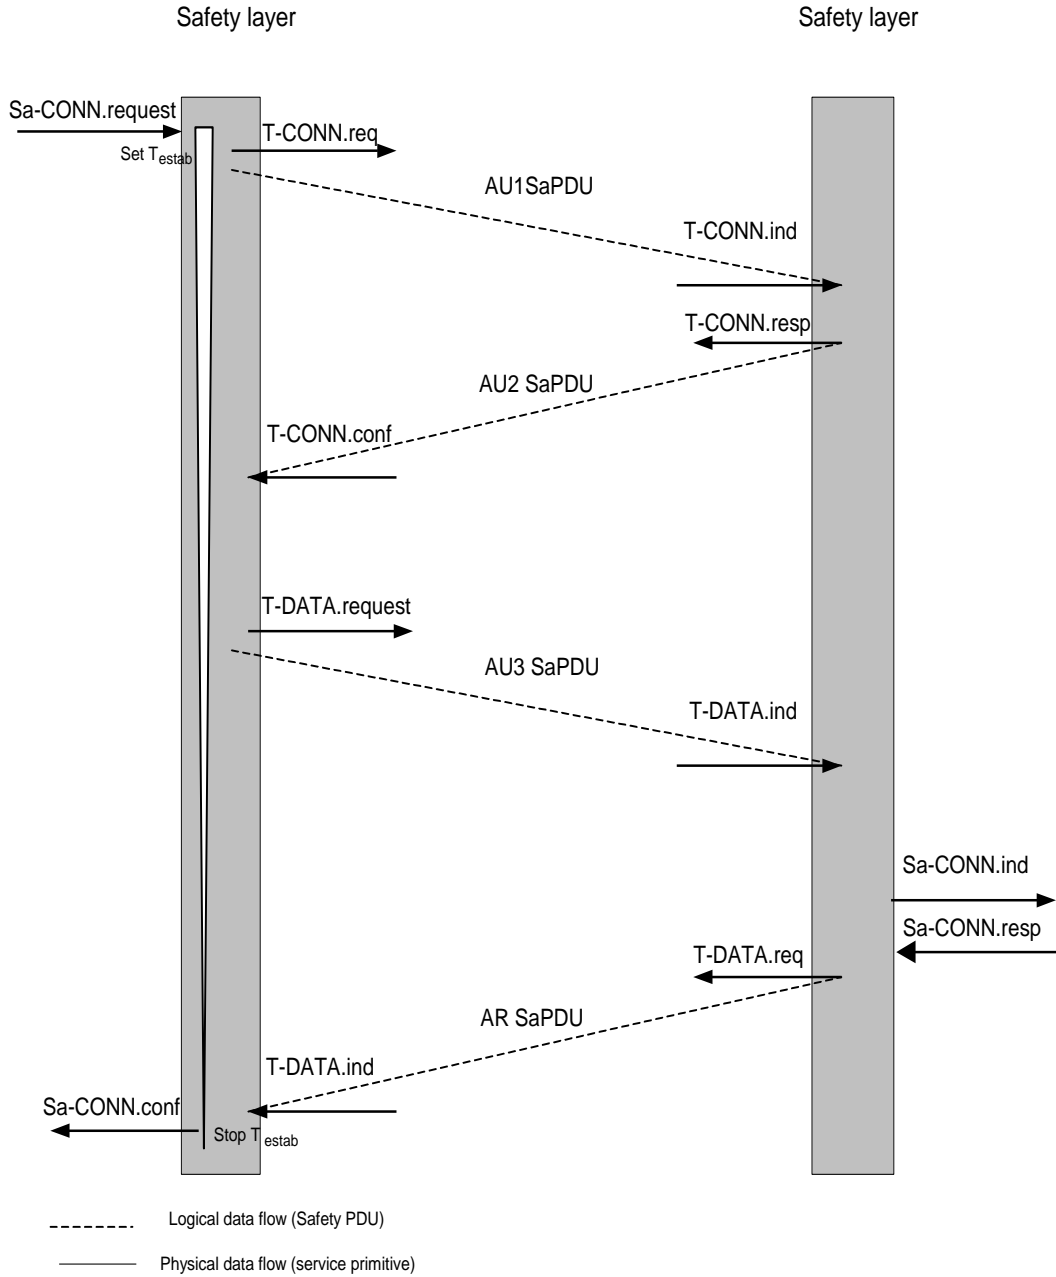 Safety layer
Safety layer
Sa-CONN.request
T-CONN.req
Set Testab
AU1SaPDU
T-CONN.ind
T-CONN.resp
AU2 SaPDU
T-CONN.conf
T-DATA.request
AU3 SaPDU
T-DATA.ind
Sa-CONN.ind
Sa-CONN.resp
T-DATA.req
AR SaPDU
T-DATA.ind
Sa-CONN.conf
Stop T estab
Logical data flow (Safety PDU)
Physical data flow (service primitive)